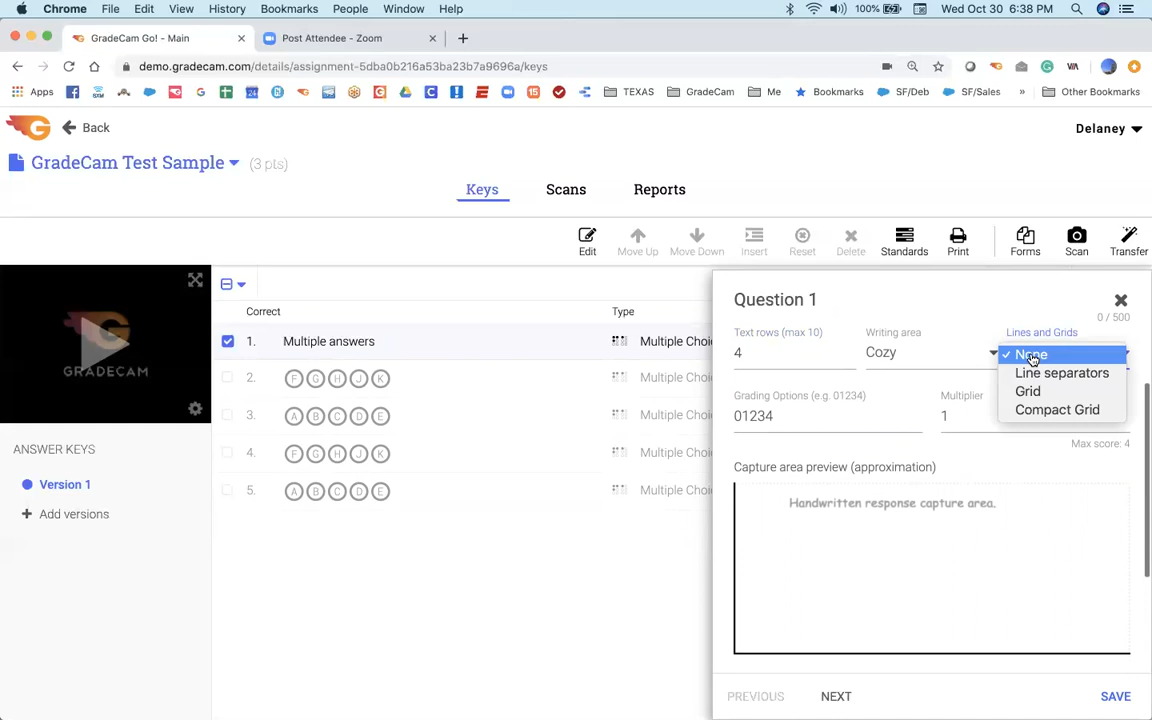 Chrome File Edit View History Bookmarks People Window Help 100% Wed Oct 30 6:38 PM
GradeCam Go! - Main Post Attendee - Zoom
demo.gradecam.com/details/assignment-5dba0b216a53ba23b7a9696a/keys
Apps TEXAS GradeCam Me Bookmarks SF/Deb SF/Sales » Other Bookmarks
Back Delaney
GradeCam Test Sample (3 pts)
Keys Scans Reports
Edit Move Up Move Down Insert Reset Delete Standards Print Forms Scan Transfer
GRADECAM
ANSWER KEYS
Version 1
+ Add versions
Correct Type
1. Multiple answers Multiple Choi
2. F G H J K Multiple Choi
3. A B C D E Multiple Choi
4. F G H J K Multiple Choi
5. A B C D E Multiple Choi
Question 1
0 / 500
Text rows (max 10) Writing area Lines and Grids
4 Cozy None
Line separators
Grid
Compact Grid
Grading Options (e.g. 01234) Multiplier
01234 1
Max score: 4
Capture area preview (approximation)
Handwritten response capture area.
PREVIOUS NEXT SAVE